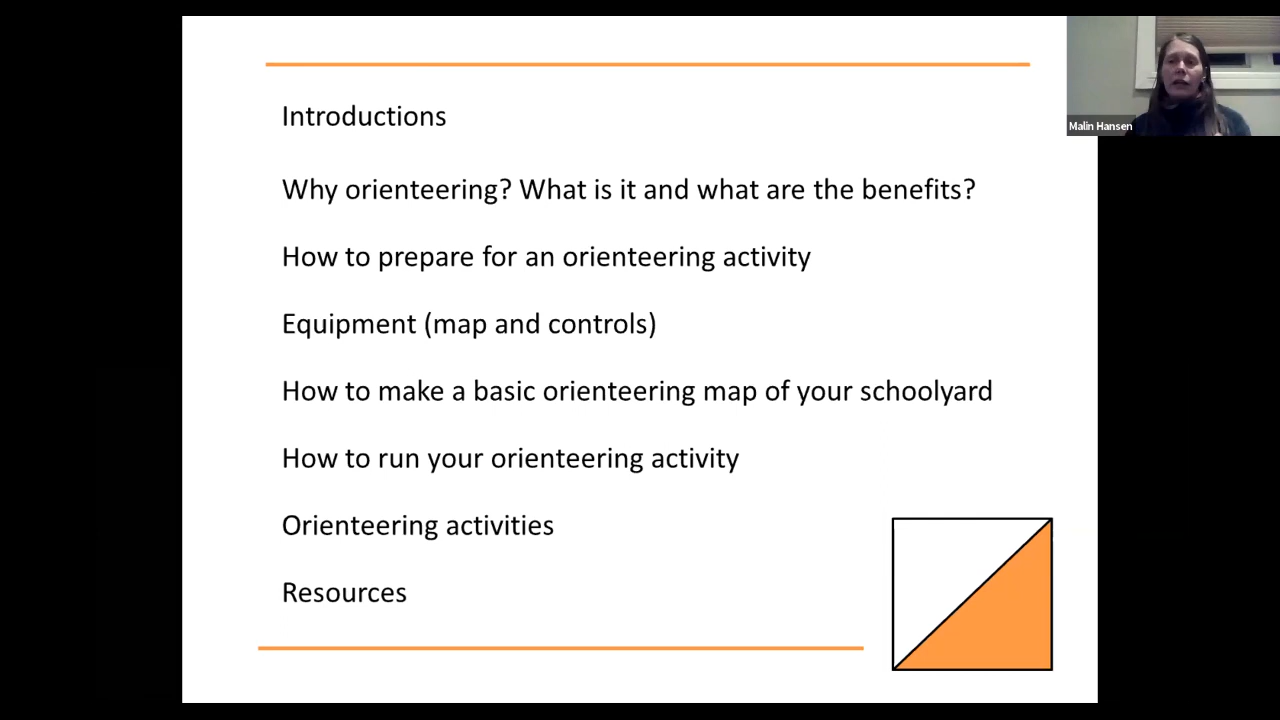 Introductions
Why orienteering? What is it and what are the benefits?
How to prepare for an orienteering activity
Equipment (map and controls)
How to make a basic orienteering map of your schoolyard
How to run your orienteering activity
Orienteering activities
Resources
Malin Hansen